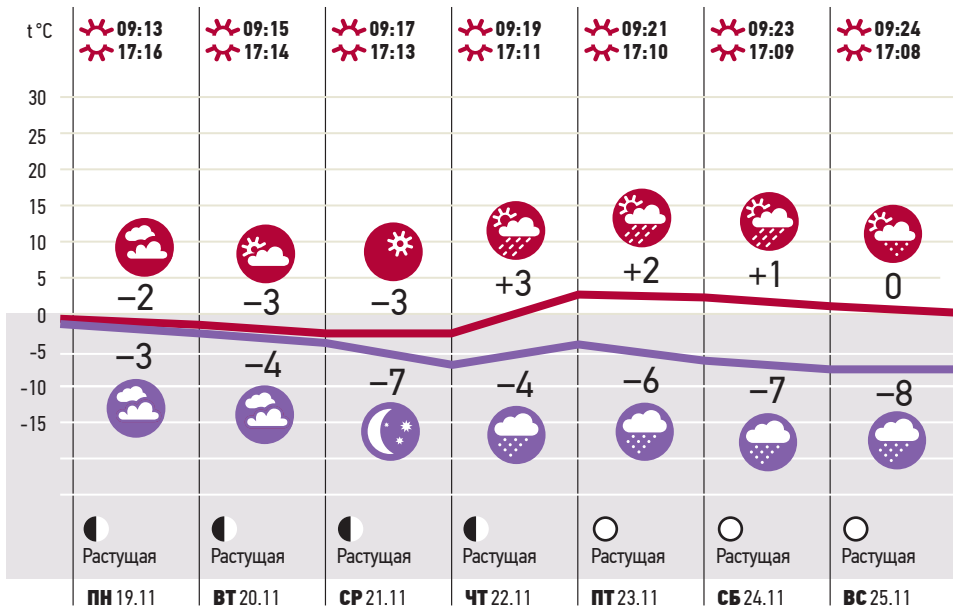 t°C
09:13 09:15 09:17 09:19 09:21 09:23 09:24
17:16 17:14 17:13 17:11 17:10 17:09 17:08
30
25
20
15
10
5
0
-5
-10
-15
–2 –3 –3 +3 +2 +1 0
–3 –4 –7 –4 –6 –7 –8
Растущая Растущая Растущая Растущая Растущая Растущая Растущая
ПН 19.11 ВТ 20.11 СР 21.11 ЧТ 22.11 ПТ 23.11 СБ 24.11 ВС 25.11